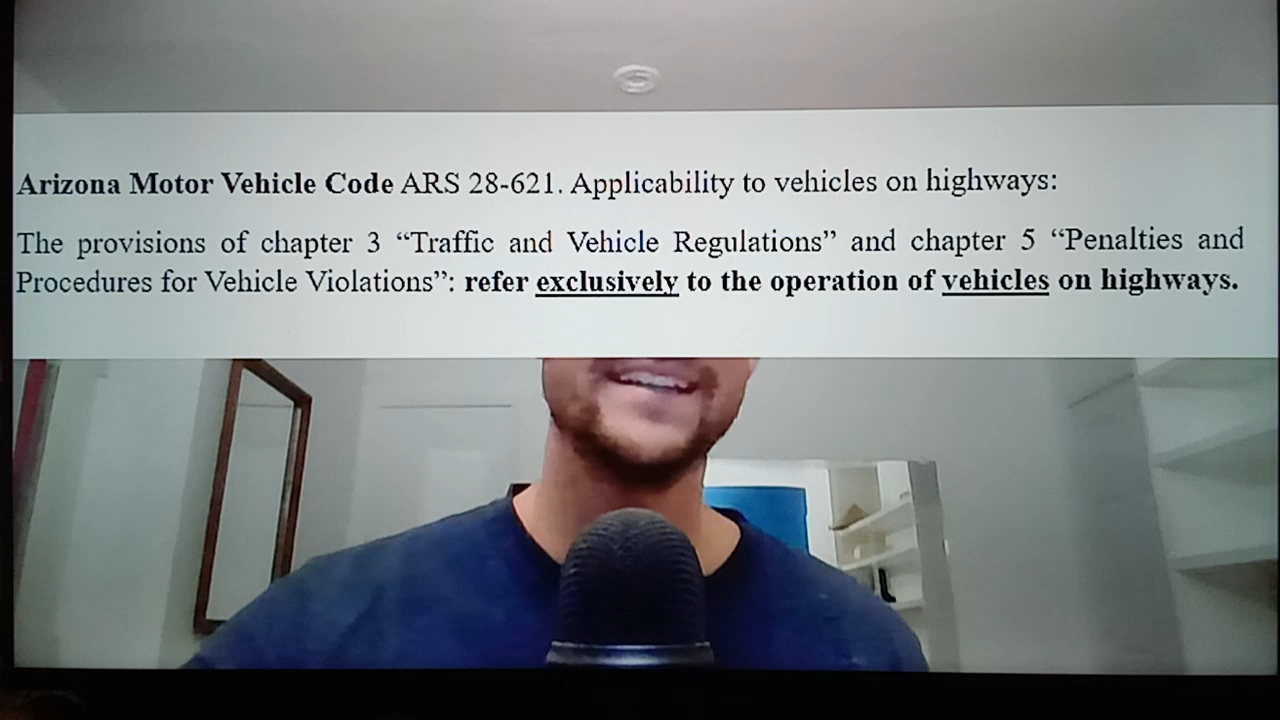 Arizona Motor Vehicle Code ARS 28-621. Applicability to vehicles on highways:
The provisions of chapter 3 “Traffic and Vehicle Regulations” and chapter 5 “Penalties and
Procedures for Vehicle Violations”: refer exclusively to the operation of vehicles on highways.